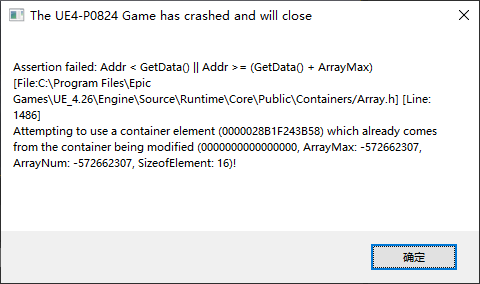 The UE4-P0824 Game has crashed and will close
Assertion failed: Addr < GetData() || Addr >= (GetData() + ArrayMax)
[File:C:\Program Files\Epic
Games\UE_4.26\Engine\Source\Runtime\Core\Public\Containers/Array.h] [Line:
1486]
Attempting to use a container element (0000028B1F243B58) which already comes
from the container being modified (0000000000000000, ArrayMax: -572662307,
ArrayNum: -572662307, SizeofElement: 16)!
确定